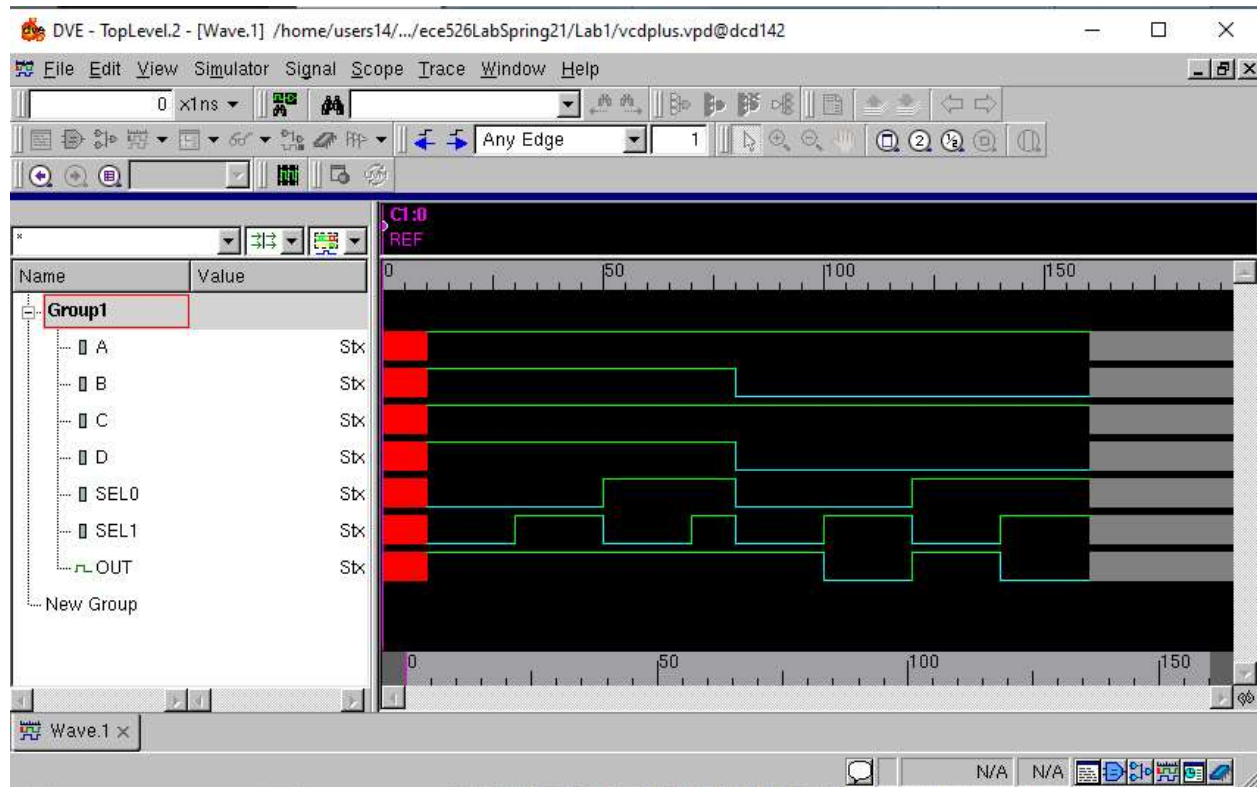 DVE - TopLevel.2 - [Wave.1] /home/users14/.../ece526LabSpring21/Lab1/vcdplus.vpd@dcd142
File Edit View Simulator Signal Scope Trace Window Help
0 x1ns
Any Edge 1
C1:0
REF
*
Name Value
0 50 100 150
Group1
A Stx
B Stx
C Stx
D Stx
SEL0 Stx
SEL1 Stx
OUT Stx
New Group
0 50 100 150
Wave.1
N/A N/A